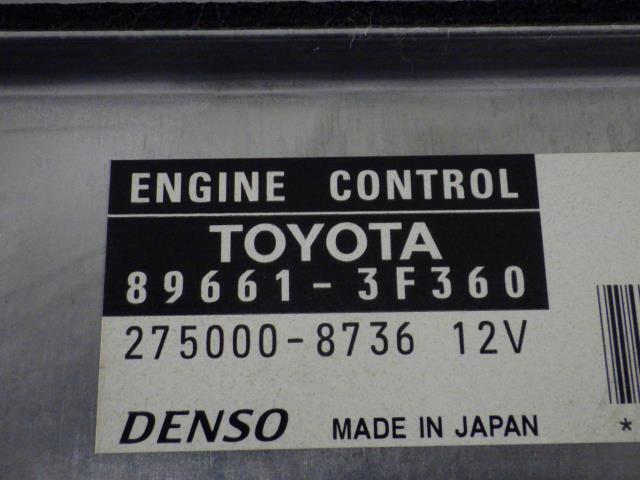 ENGINE CONTROL
TOYOTA
89661-3F360
275000-8736 12V
DENSO MADE IN JAPAN *